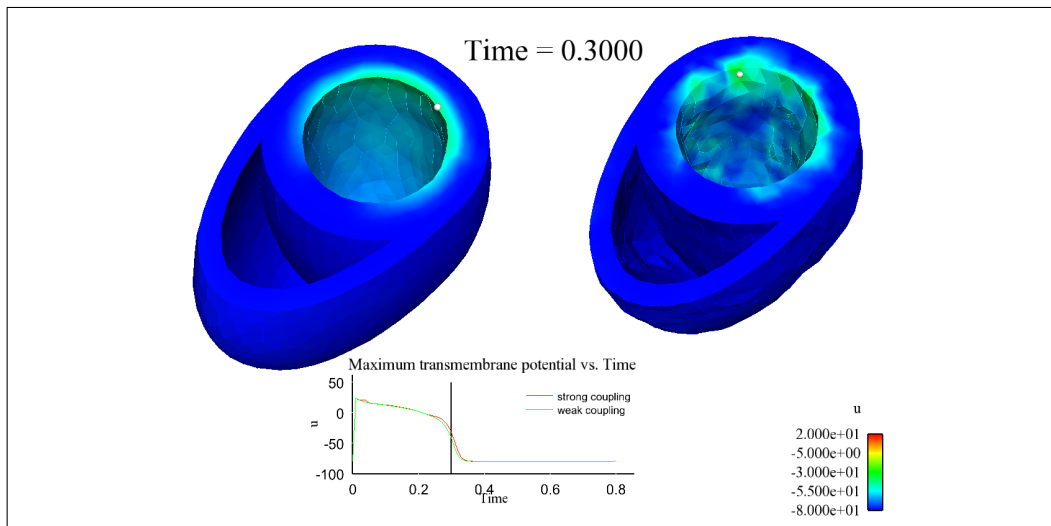 Time = 0.3000
Maximum transmembrane potential vs. Time
50
0
-50
-100
u
0
0.2
0.4
0.6
0.8
Time
strong coupling
weak coupling
u
2.000e+01
-5.000e+00
-3.000e+01
-5.500e+01
-8.000e+01